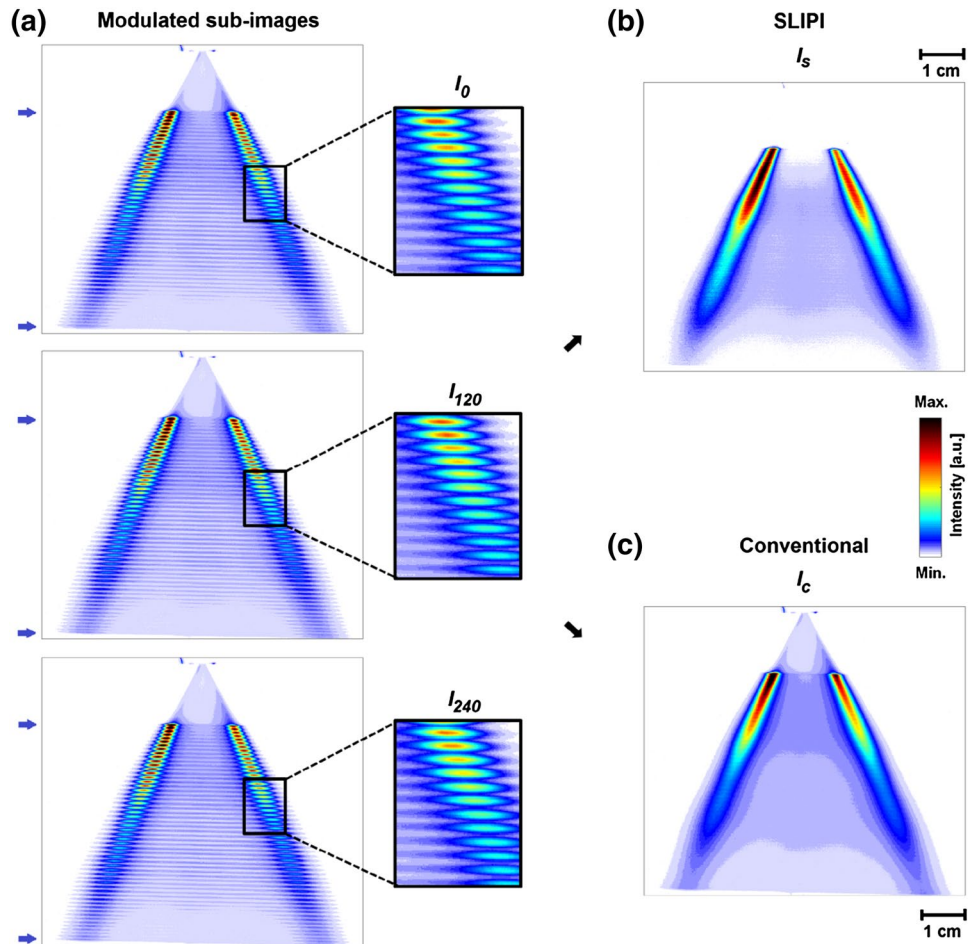 (a)
Modulated sub-images
I0
I120
I240
(b)
SLIPI
Is
1 cm
Max.
Intensity [a.u.]
Min.
(c)
Conventional
Ic
1 cm